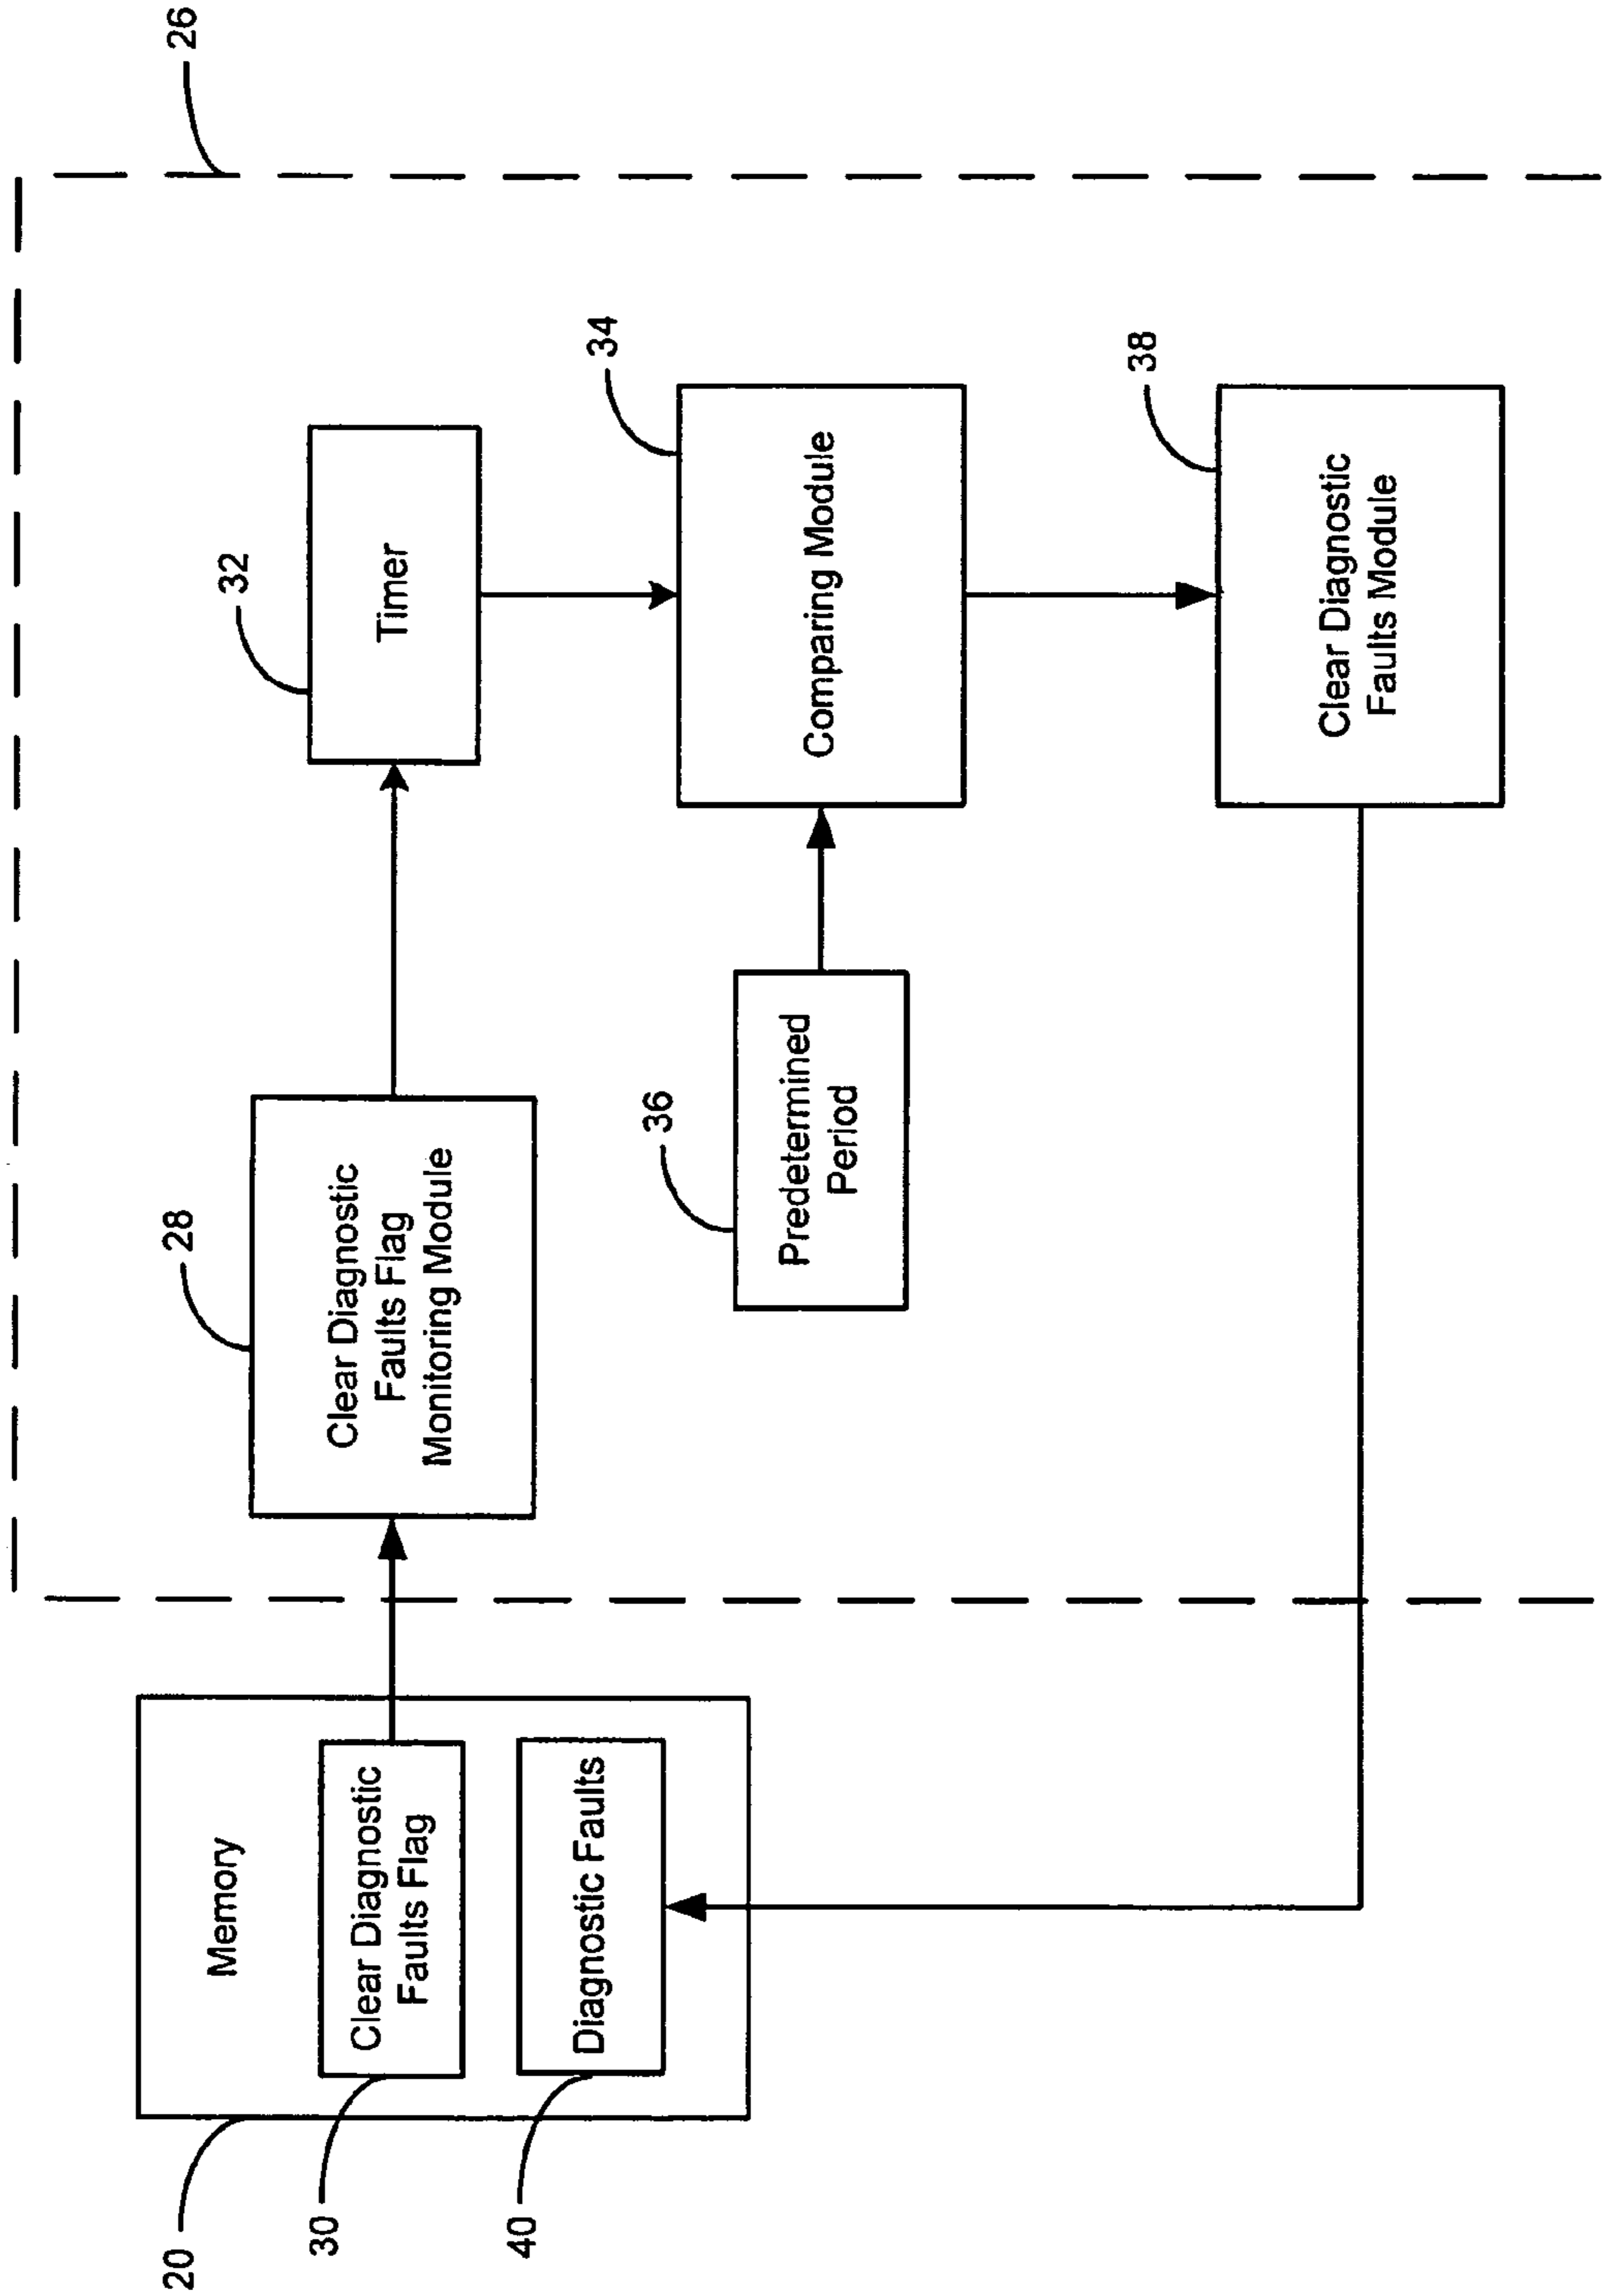 26
32
Timer
34
Comparing Module
38
Clear Diagnostic
Faults Module
28
Clear Diagnostic
Faults Flag
Monitoring Module
36
Predetermined
Period
Memory
Clear Diagnostic
Faults Flag
Diagnostic Faults
20
30
40